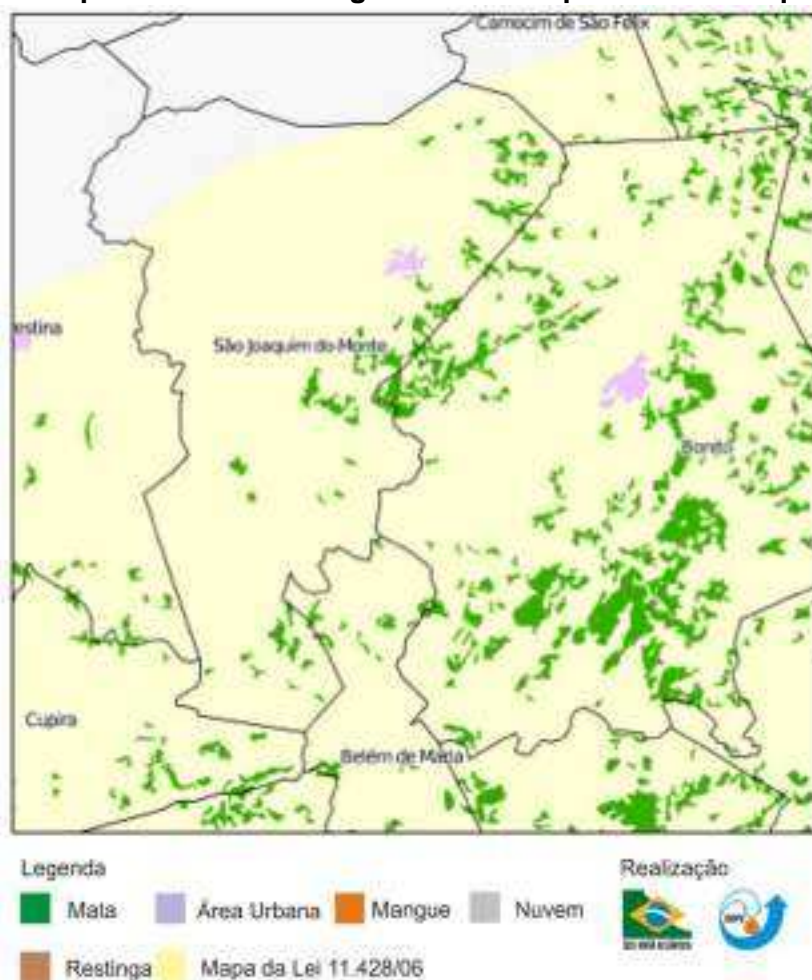 Camocim de São Félix
estina
São Joaquim do Monte
Bonito
Cupira
Belém de Maria
Legenda
Realização
Mata
Área Urbana
Mangue
Nuvem
Restinga
Mapa da Lei 11.428/06